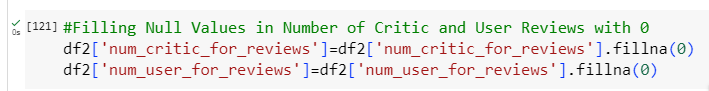 [121] #Filling Null Values in Number of Critic and User Reviews with 0
0s df2['num_critic_for_reviews']=df2['num_critic_for_reviews'].fillna(0)
df2['num_user_for_reviews']=df2['num_user_for_reviews'].fillna(0)